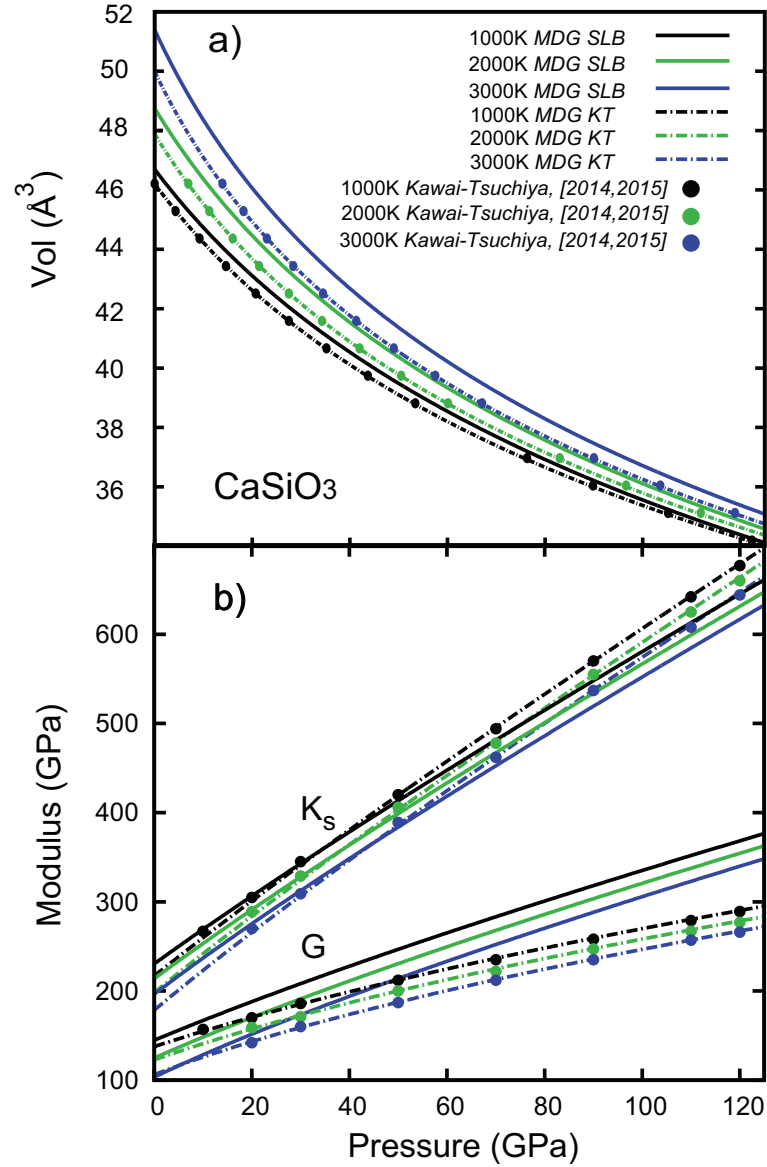 52
50
48
46
44
42
40
38
36
Vol (Å³)
a)
1000K MDG SLB
2000K MDG SLB
3000K MDG SLB
1000K MDG KT
2000K MDG KT
3000K MDG KT
1000K Kawai-Tsuchiya, [2014,2015]
2000K Kawai-Tsuchiya, [2014,2015]
3000K Kawai-Tsuchiya, [2014,2015]
CaSiO3
b)
600
500
400
300
200
100
Modulus (GPa)
Ks
G
0 20 40 60 80 100 120
Pressure (GPa)